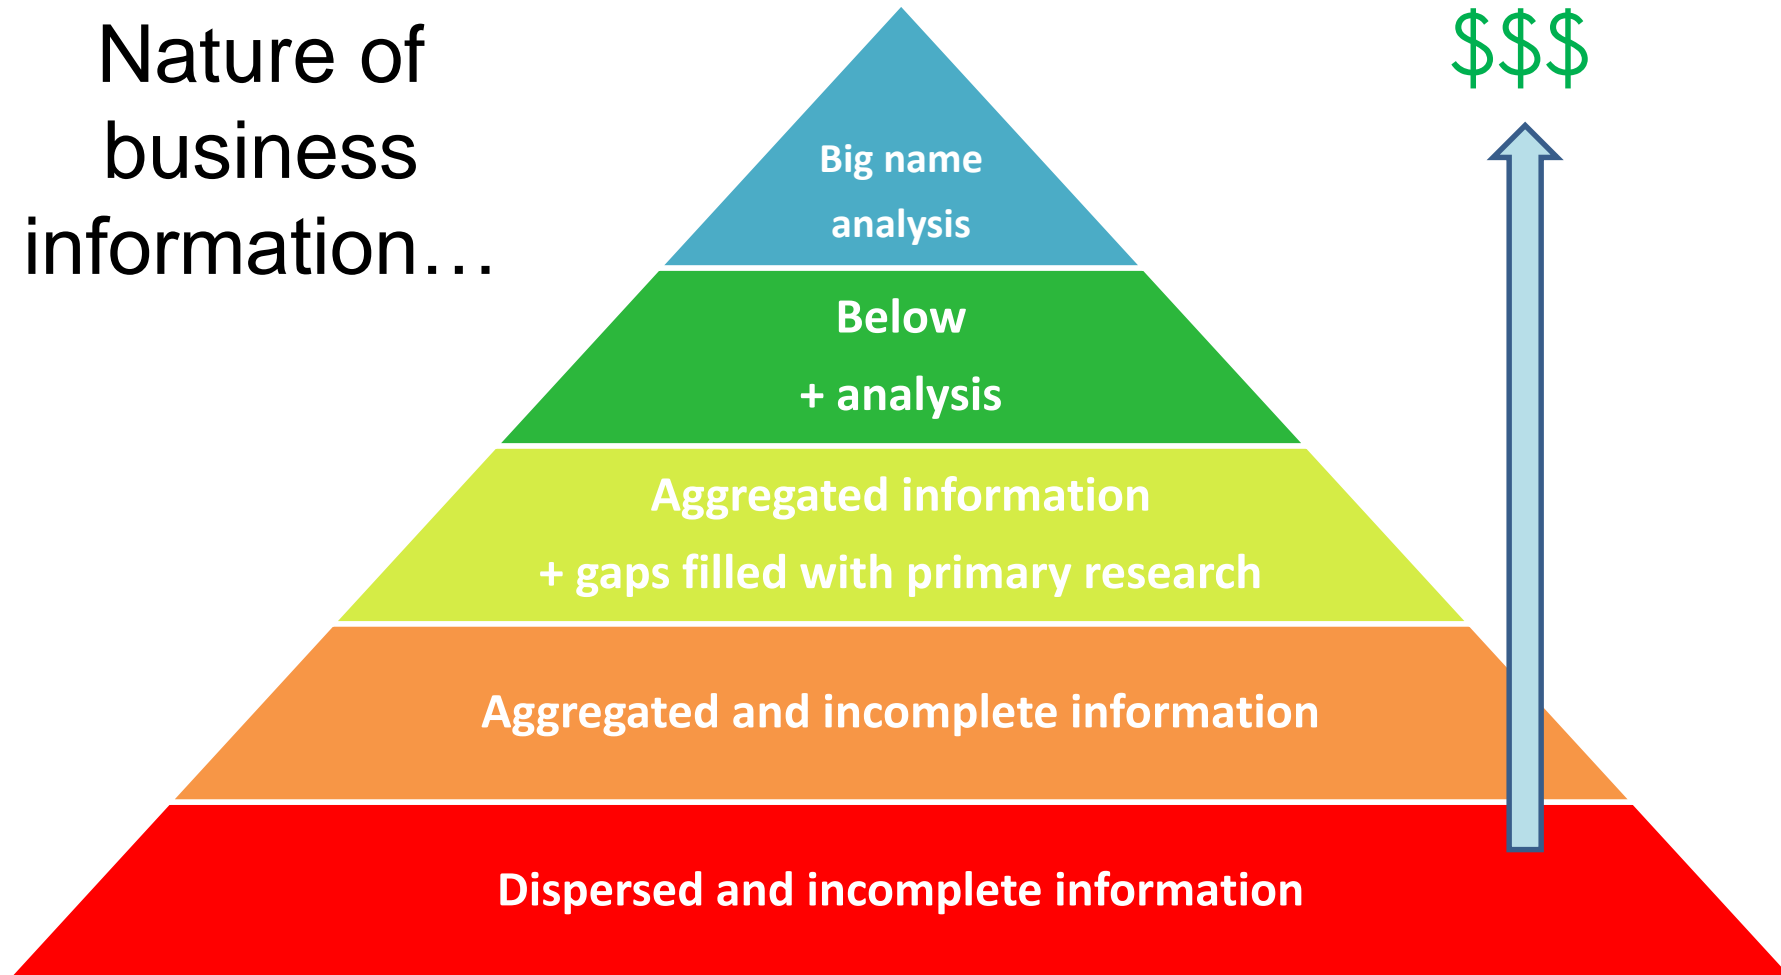 Nature of
business
information…
$$$
Big name
analysis
Below
+ analysis
Aggregated information
+ gaps filled with primary research
Aggregated and incomplete information
Dispersed and incomplete information